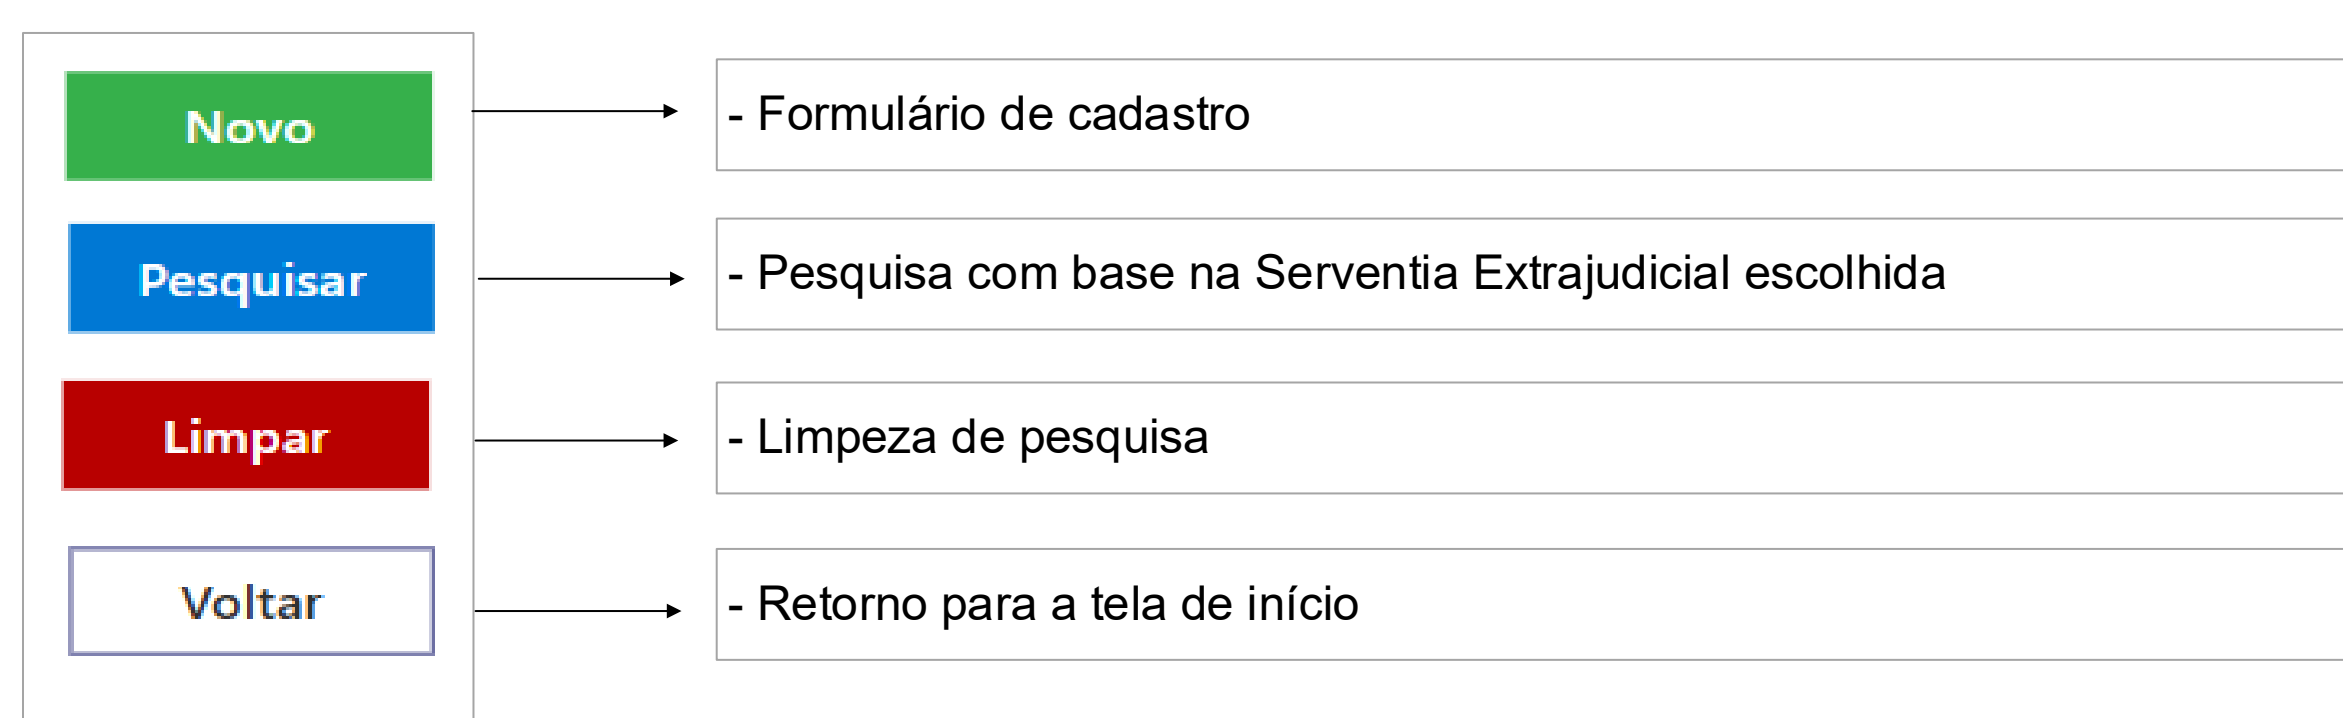 Novo
- Formulário de cadastro
Pesquisar
- Pesquisa com base na Serventia Extrajudicial escolhida
Limpar
- Limpeza de pesquisa
Voltar
- Retorno para a tela de início